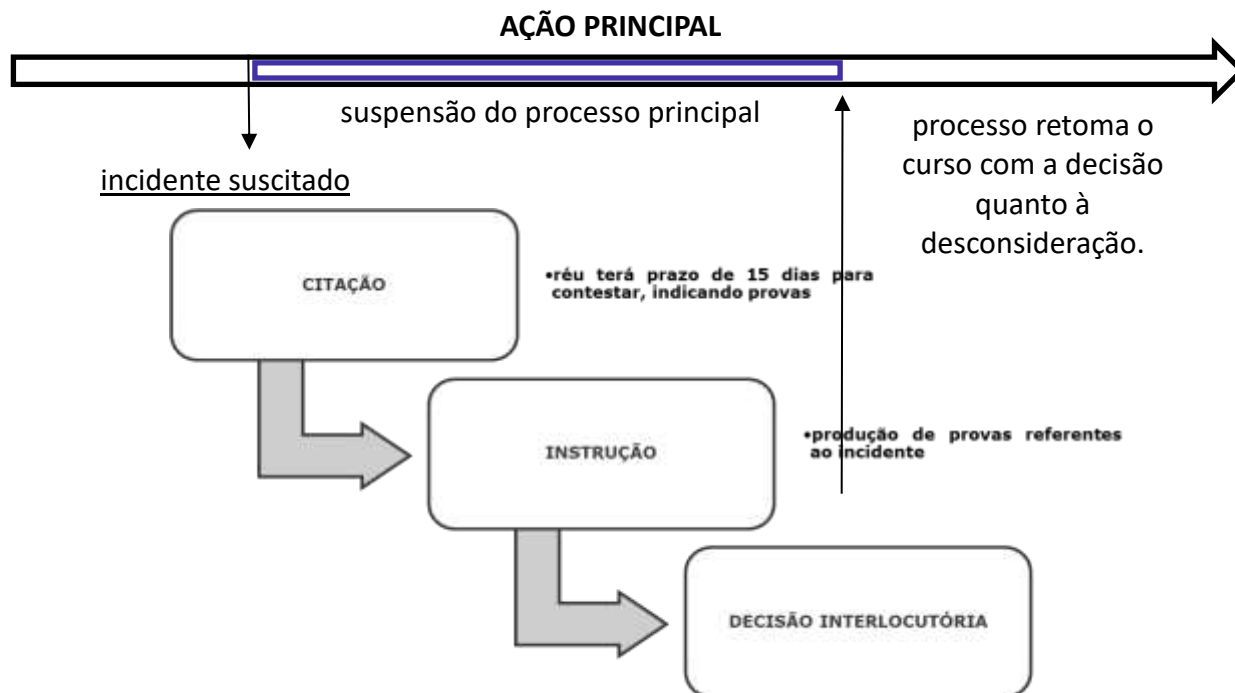 AÇÃO PRINCIPAL
suspensão do processo principal
processo retoma o
curso com a decisão
quanto à
desconsideração.
incidente suscitado
CITAÇÃO
•réu terá prazo de 15 dias para
contestar, indicando provas
INSTRUÇÃO
•produção de provas referentes
ao incidente
DECISÃO INTERLOCUTÓRIA